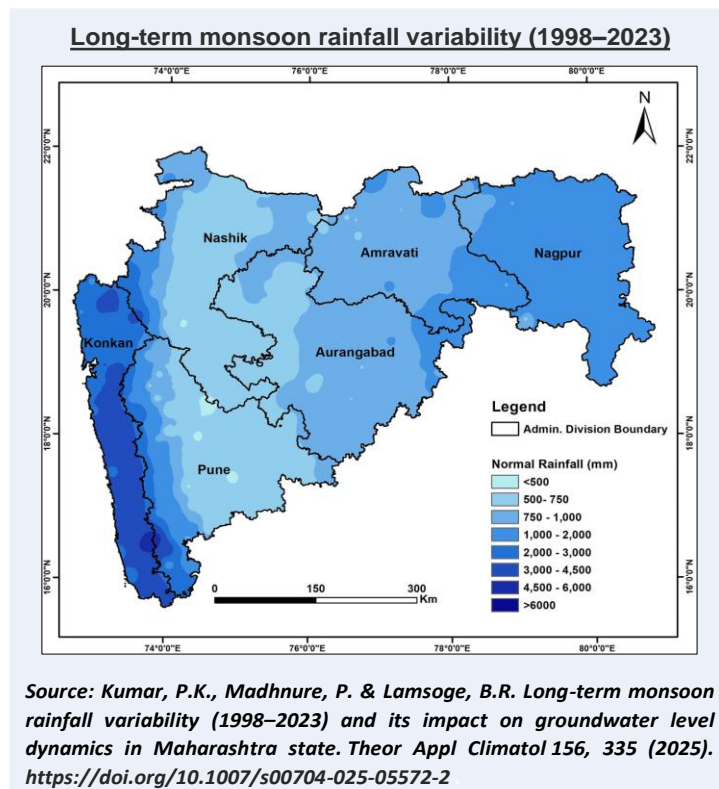 Long-term monsoon rainfall variability (1998–2023)
74°0'0"E 76°0'0"E 78°0'0"E 80°0'0"E
N
22°0'0"N 22°0'0"N
Nashik Amravati Nagpur
20°0'0"N 20°0'0"N
Konkan
Aurangabad
Legend
Admin. Division Boundary
18°0'0"N 18°0'0"N
Pune
Normal Rainfall (mm)
<500
500- 750
750 - 1,000
1,000 - 2,000
2,000 - 3,000
3,000 - 4,500
4,500 - 6,000
>6000
16°0'0"N 16°0'0"N
0 150 300
Km
74°0'0"E 76°0'0"E 78°0'0"E 80°0'0"E
Source: Kumar, P.K., Madhnure, P. & Lamsoge, B.R. Long-term monsoon
rainfall variability (1998–2023) and its impact on groundwater level
dynamics in Maharashtra state. Theor Appl Climatol 156, 335 (2025).
https://doi.org/10.1007/s00704-025-05572-2